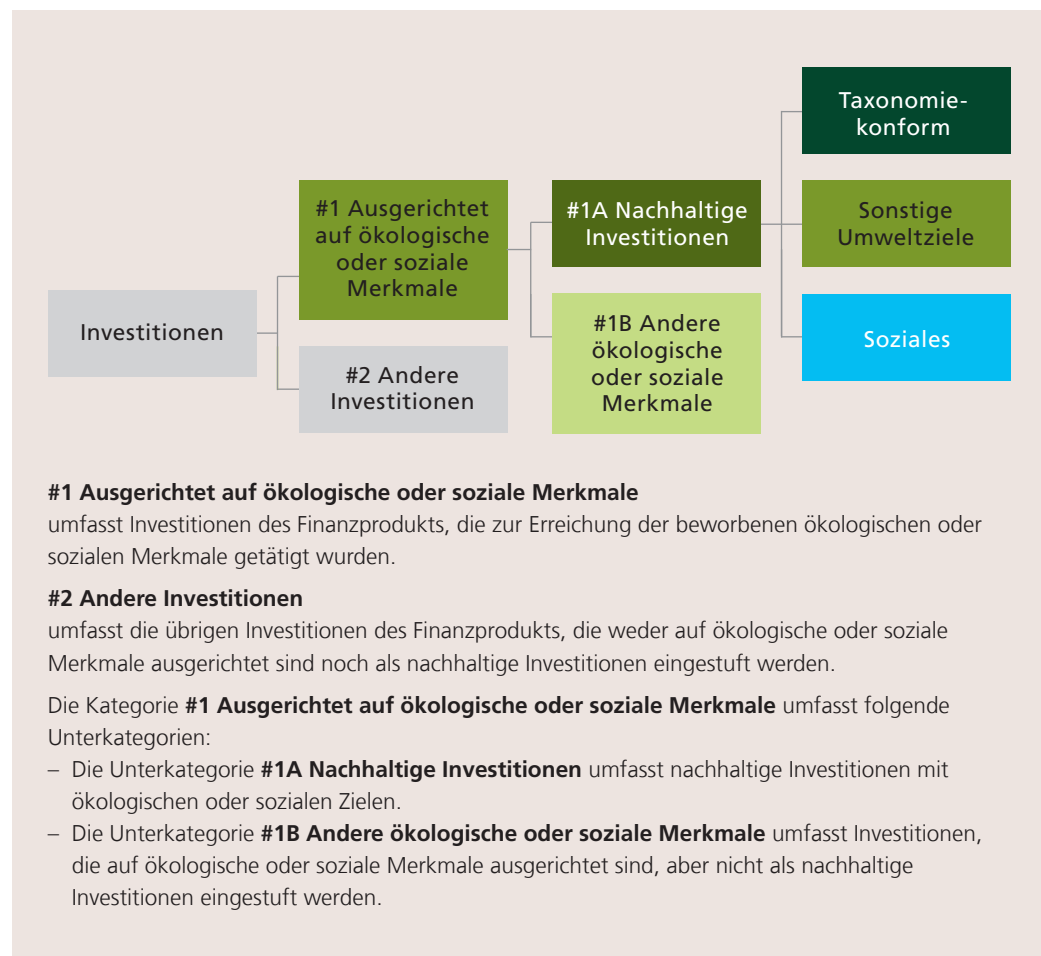 Taxonomie-
konform
#1 Ausgerichtet
auf ökologische
oder soziale
Merkmale
#1A Nachhaltige
Investitionen
Sonstige
Umweltziele
Investitionen
#2 Andere
Investitionen
#1B Andere
ökologische
oder soziale
Merkmale
Soziales
#1 Ausgerichtet auf ökologische oder soziale Merkmale
umfasst Investitionen des Finanzprodukts, die zur Erreichung der beworbenen ökologischen oder
sozialen Merkmale getätigt wurden.
#2 Andere Investitionen
umfasst die übrigen Investitionen des Finanzprodukts, die weder auf ökologische oder soziale
Merkmale ausgerichtet sind noch als nachhaltige Investitionen eingestuft werden.
Die Kategorie #1 Ausgerichtet auf ökologische oder soziale Merkmale umfasst folgende
Unterkategorien:
– Die Unterkategorie #1A Nachhaltige Investitionen umfasst nachhaltige Investitionen mit
ökologischen oder sozialen Zielen.
– Die Unterkategorie #1B Andere ökologische oder soziale Merkmale umfasst Investitionen,
die auf ökologische oder soziale Merkmale ausgerichtet sind, aber nicht als nachhaltige
Investitionen eingestuft werden.